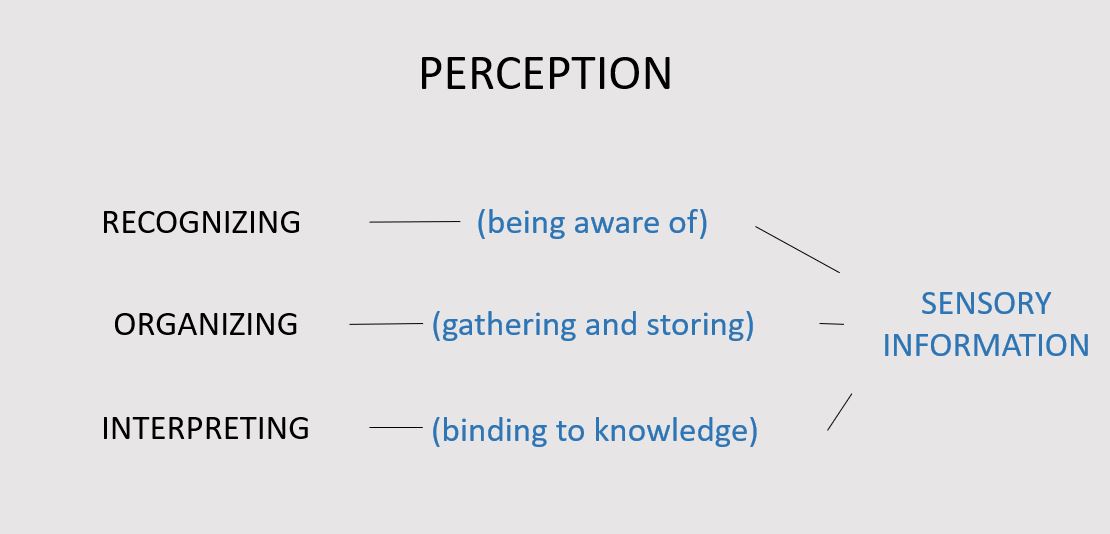 PERCEPTION
RECOGNIZING (being aware of)
ORGANIZING (gathering and storing)
INTERPRETING (binding to knowledge)
SENSORY
INFORMATION